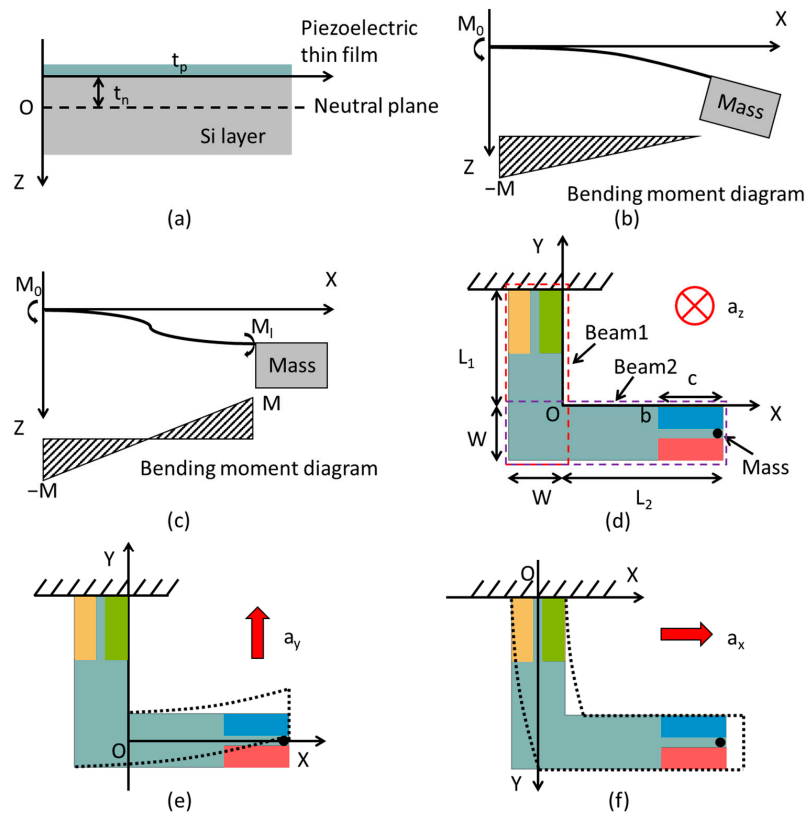 X
Piezoelectric
thin film
t_p
t_n
O
Neutral plane
Si layer
Z
(a)
X
M_0
Mass
Z
−M
Bending moment diagram
(b)
M_0
X
M_l
Mass
Z
M
Bending moment diagram
−M
(c)
Y
a_z
Beam1
L_1
Beam2
c
O
b
X
W
Mass
W
L_2
(d)
Y
a_y
O
X
(e)
O
X
a_x
Y
(f)